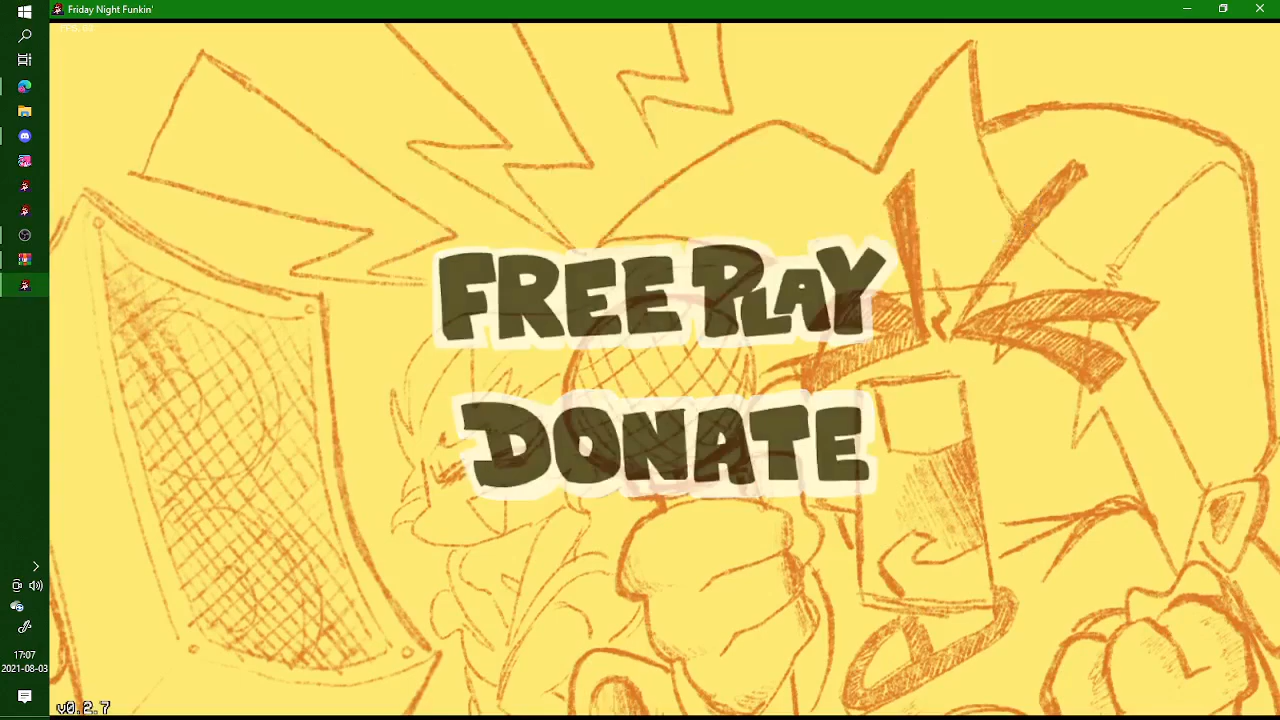 Friday Night Funkin'
FREE PLAY
DONATE
17:07
2021-08-03
v0.2.7